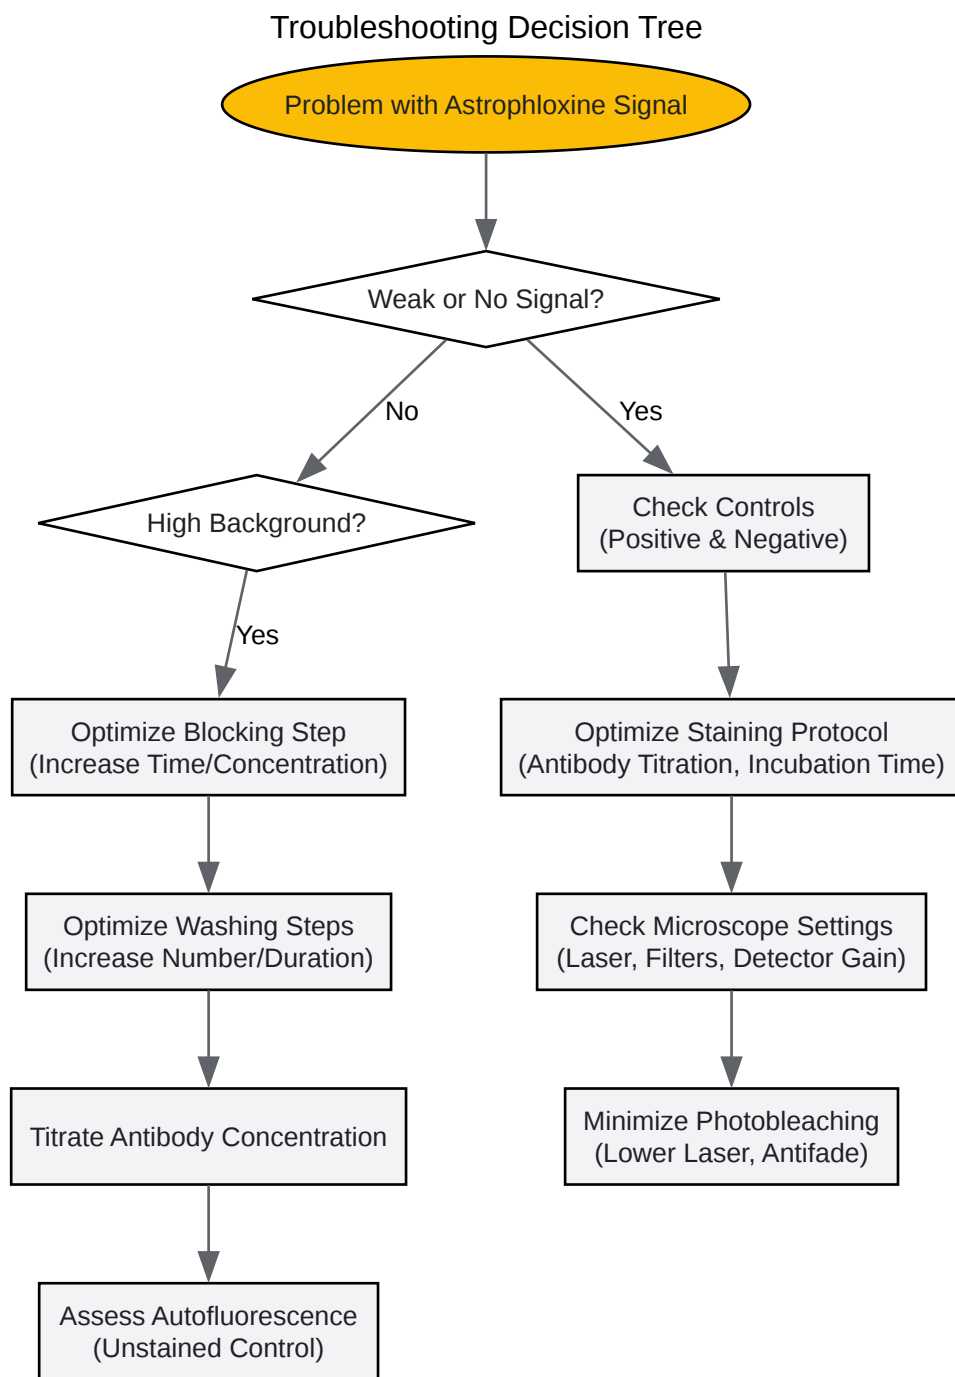 Troubleshooting Decision Tree
Problem with Astrophloxine Signal
Weak or No Signal?
No
Yes
High Background?
Check Controls
(Positive & Negative)
Yes
Optimize Blocking Step
(Increase Time/Concentration)
Optimize Staining Protocol
(Antibody Titration, Incubation Time)
Optimize Washing Steps
(Increase Number/Duration)
Check Microscope Settings
(Laser, Filters, Detector Gain)
Titrate Antibody Concentration
Minimize Photobleaching
(Lower Laser, Antifade)
Assess Autofluorescence
(Unstained Control)